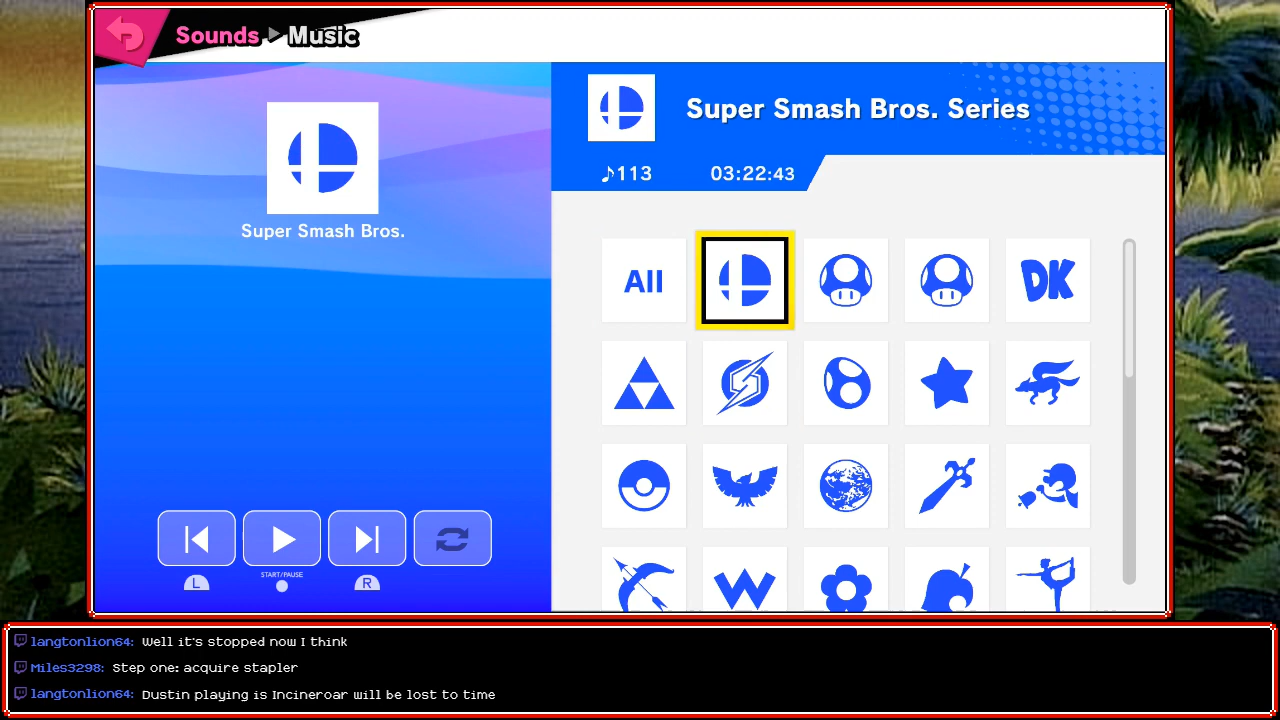 Sounds ▶ Music
Super Smash Bros. Series
♪113 03:22:43
Super Smash Bros.
All
DK
L
START/PAUSE
R
langtonlion64: Well it's stopped now I think
Miles3298: Step one: acquire stapler
langtonlion64: Dustin playing is Incineroar will be lost to time